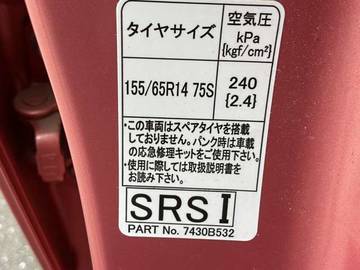 タイヤサイズ 空気圧
kPa
{kgf/cm²}
155/65R14 75S 240
{2.4}
・この車両はスペアタイヤを搭載
しておりません。パンク時は車載
の応急修理キットをご使用下さい。
・使用に際しては取扱説明書を
お読み下さい。
SRS I
PART No. 7430B532